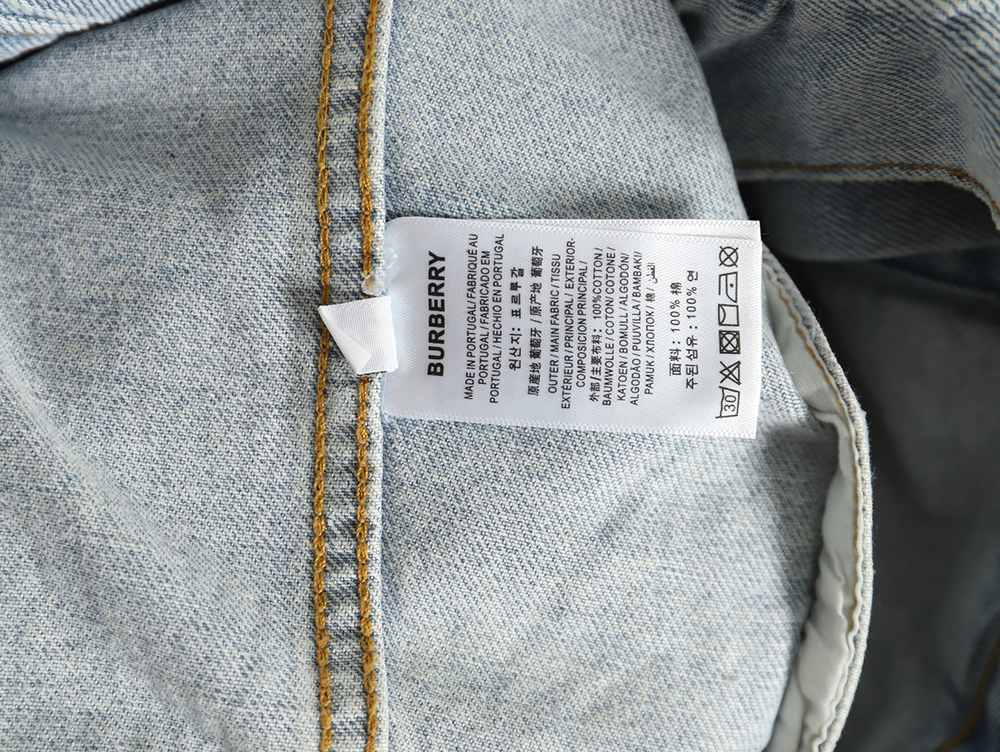 BURBERRY
MADE IN PORTUGAL / FABRIQUÉ AU
PORTUGAL / FABRICADO EM
PORTUGAL / HECHO EN PORTUGAL
원산지: 포르투갈
原産地 葡萄牙 / 原产地 葡萄牙
OUTER / MAIN FABRIC / TISSU
EXTÉRIEUR / PRINCIPAL / EXTERIOR-
COMPOSICION PRINCIPAL /
外部 / 主要布料: 100%COTTON /
BAUMWOLLE / COTON / COTONE /
KATOEN / BOMULL / ALGODÓN /
ALGODÃO / PUUVILLA / BAMBAKI /
PAMUK / ХЛОПОК / 棉 /
面料: 100% 棉
주된섬유: 100% 면
30